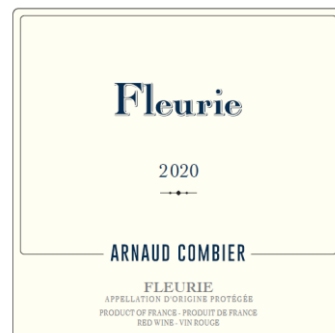 Fleurie
2020
ARNAUD COMBIER
FLEURIE
APPELLATION D'ORIGINE PROTÉGÉE
PRODUCT OF FRANCE - PRODUIT DE FRANCE
RED WINE - VIN ROUGE